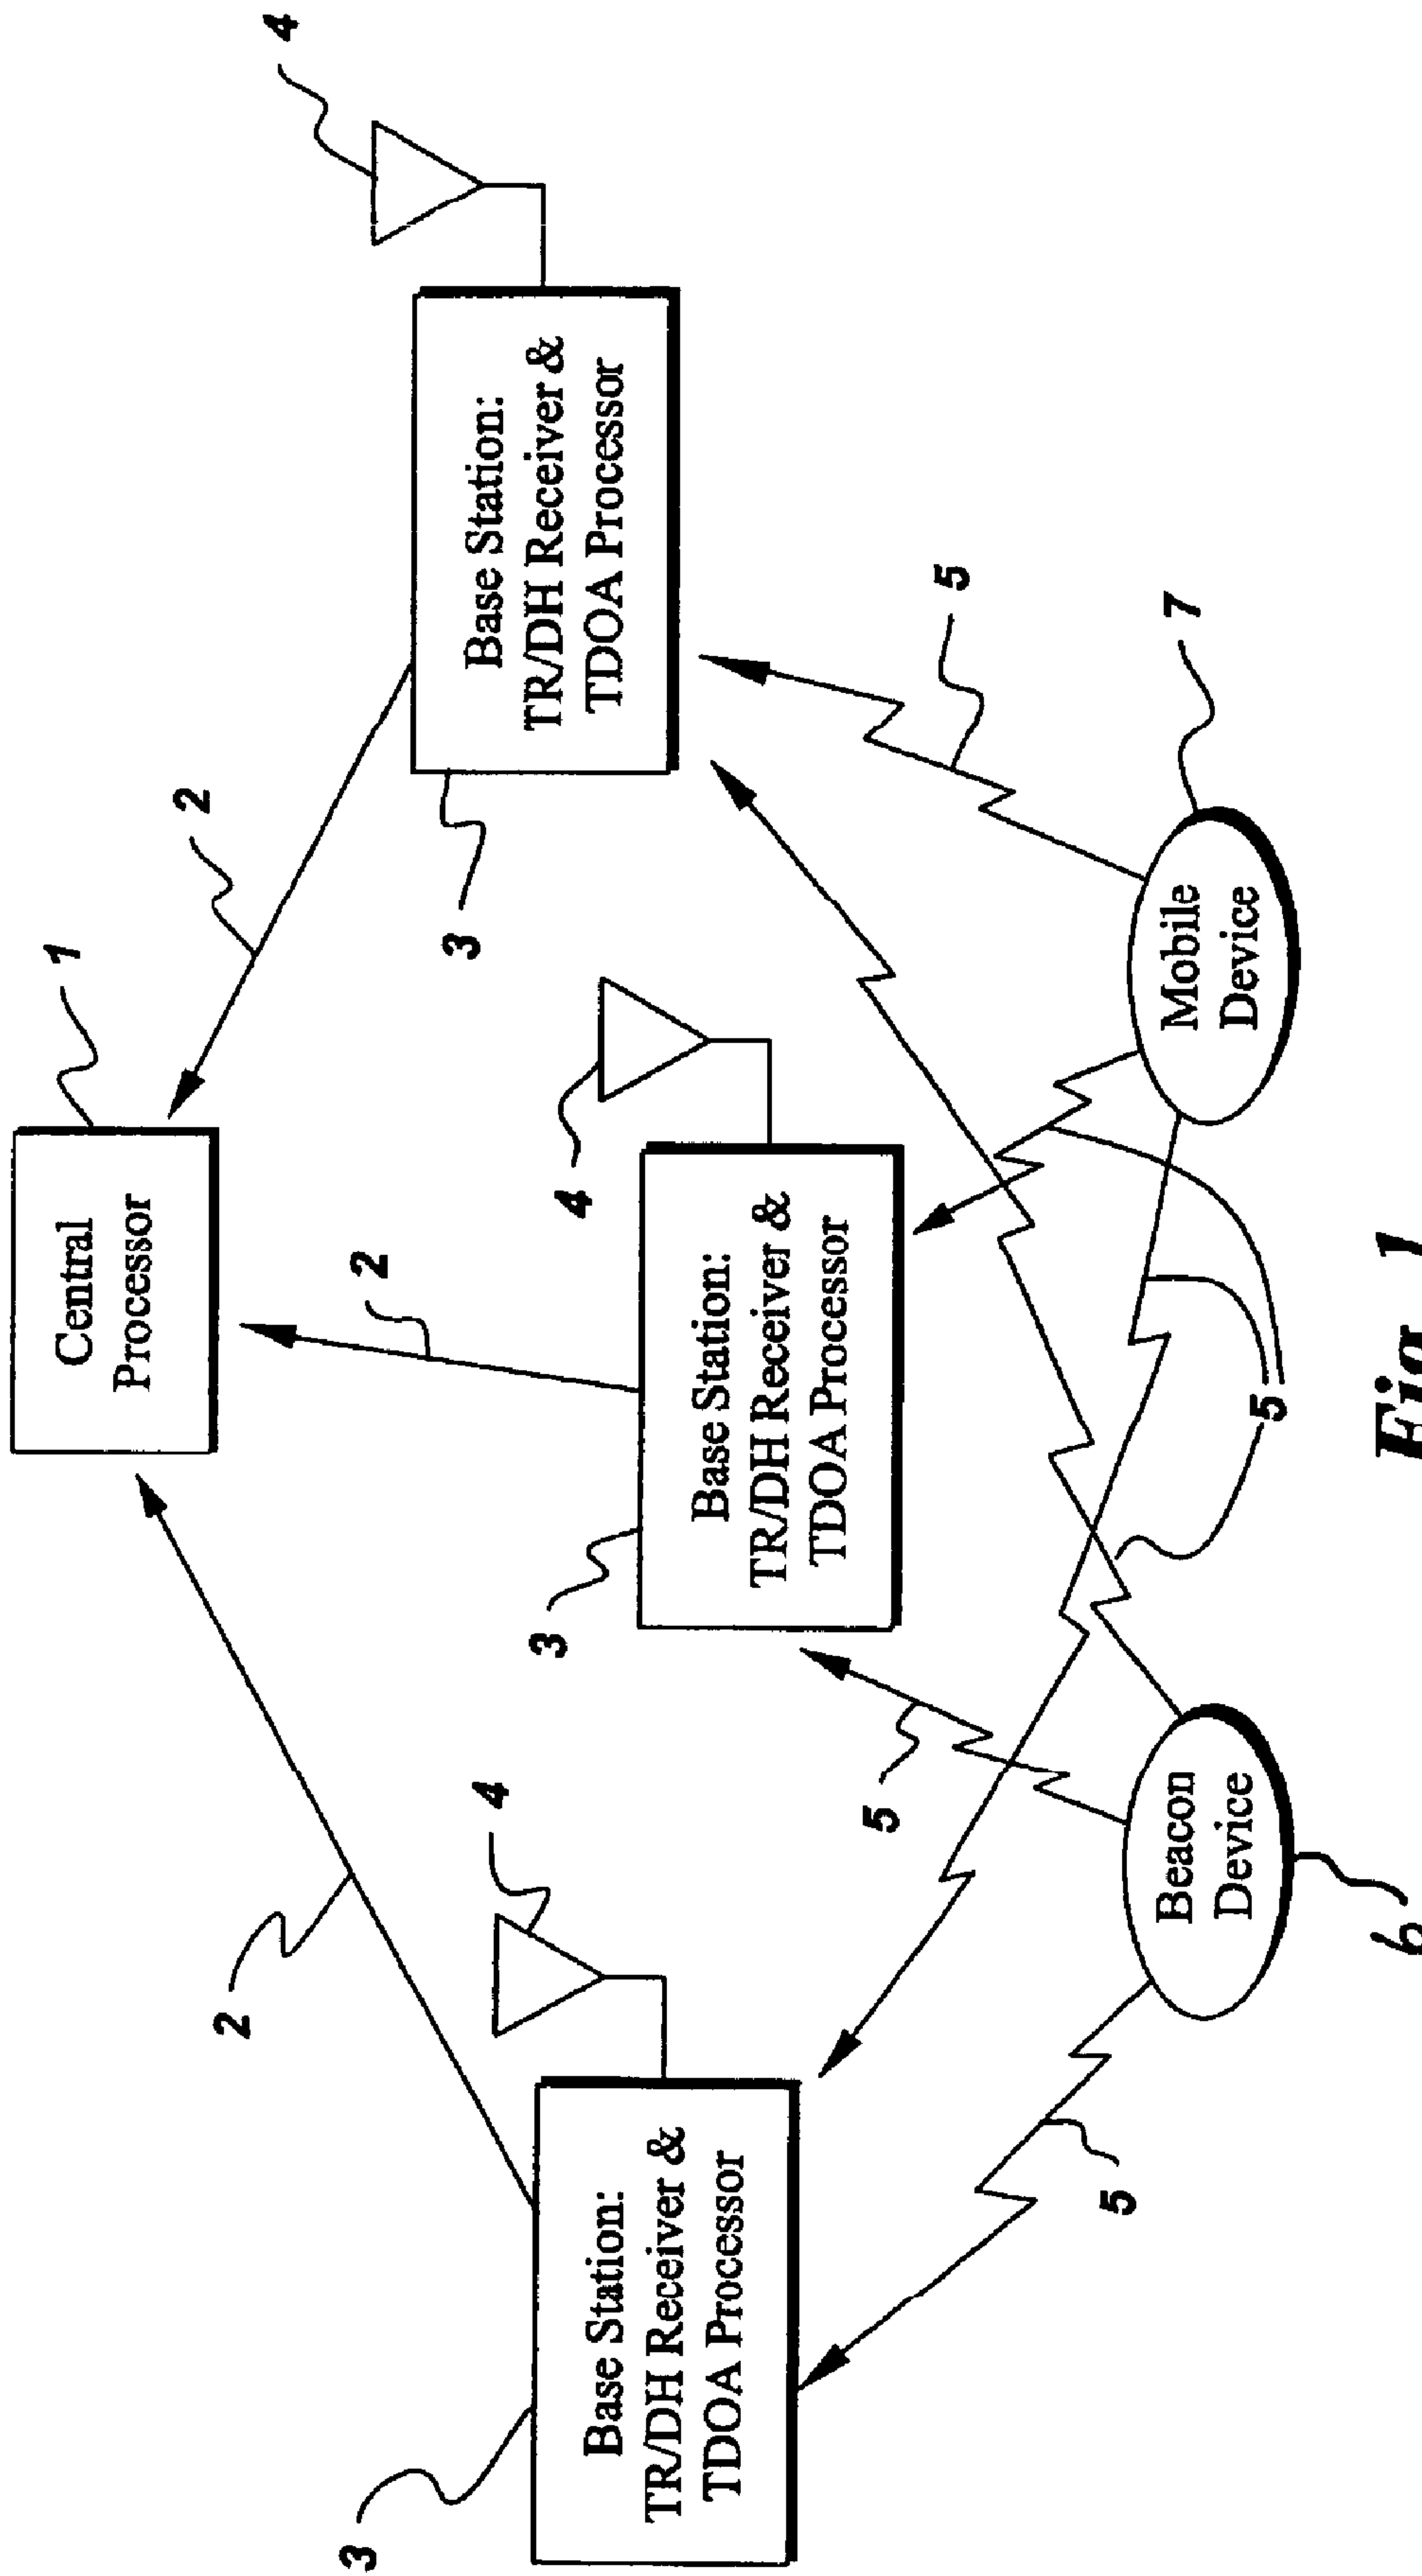 1
Central
Processor
2
4
2
2
3
4
3
Base Station:
TR/DH Receiver &
TDOA Processor
3
4
Base Station:
TR/DH Receiver &
TDOA Processor
Base Station:
TR/DH Receiver &
TDOA Processor
5
5
5
7
Beacon
Device
Mobile
Device
5
6
Fig. 1